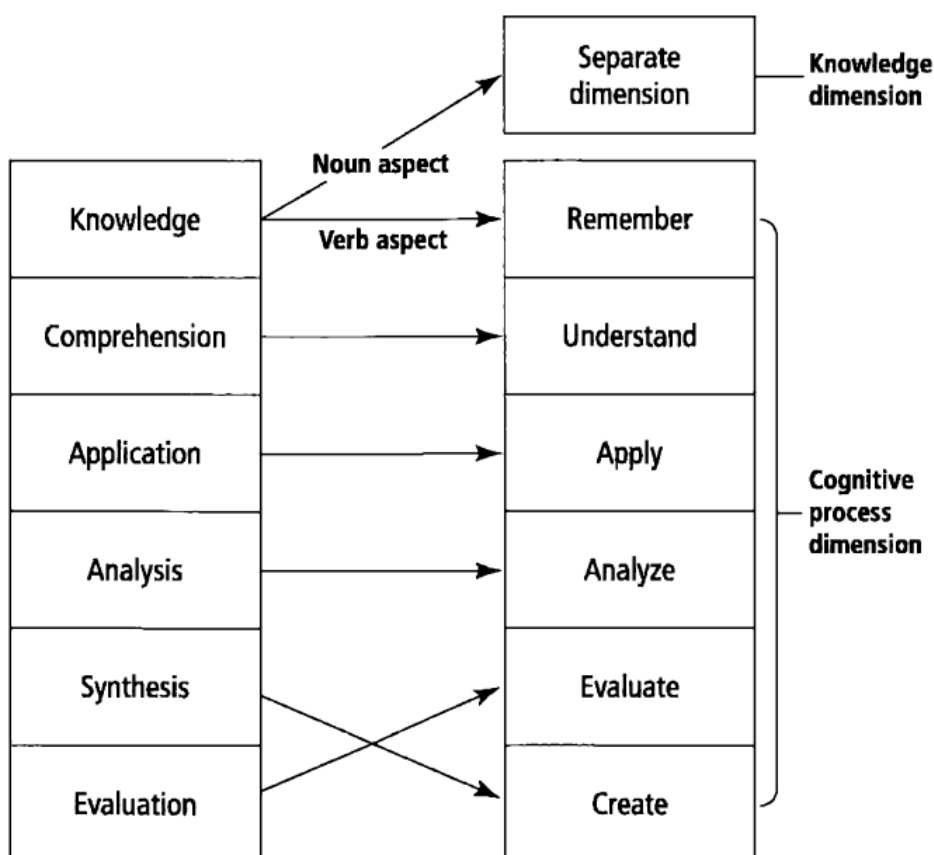 Separate
dimension
Knowledge
dimension
Noun aspect
Knowledge
Verb aspect
Remember
Comprehension
Understand
Application
Apply
Cognitive
process
dimension
Analysis
Analyze
Synthesis
Evaluate
Evaluation
Create